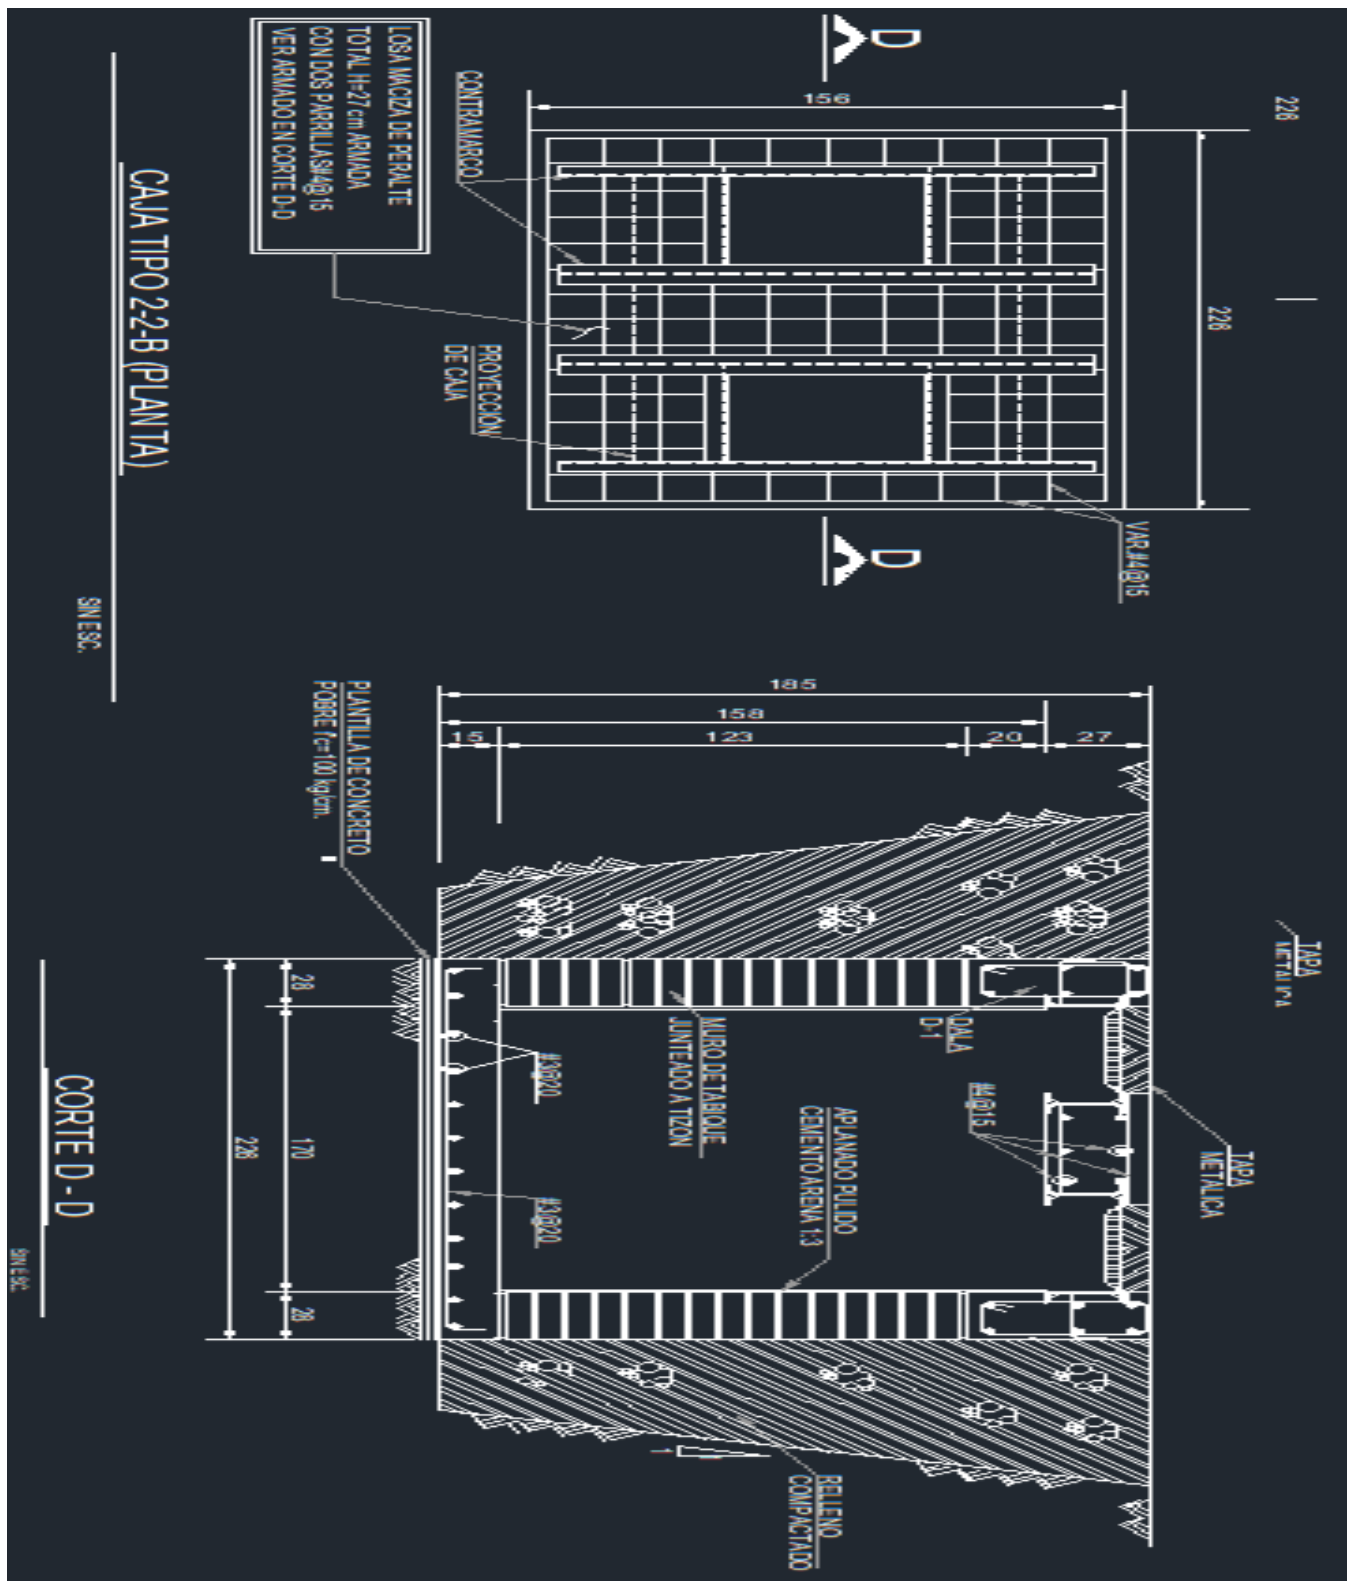 D
D
228
156
228
LOSA MACIZA DE PERALTE
TOTAL H=27 cm ARMADA
CON DOS PARRILLAS#4@15
VER ARMADO EN CORTE D-D
CONTRAMARCO
PROYECCIÓN
DE CAJA
VAR.#4@15
CAJA TIPO 2-2-B (PLANTA)
SIN ESC.
185
158
15
123
20
27
PLANTILLA DE CONCRETO
POBRE f'c=100 kg/cm.
TAPA
METALICA
TAPA
METALICA
DALA
D-1
#4@15
MURO DE TABIQUE
JUNTEADO A TIZON
APLANADO PULIDO
CEMENTO ARENA 1:3
#3@20
#3@20
28
170
28
226
1
RELLENO
COMPACTADO
CORTE D - D
SIN ESC.